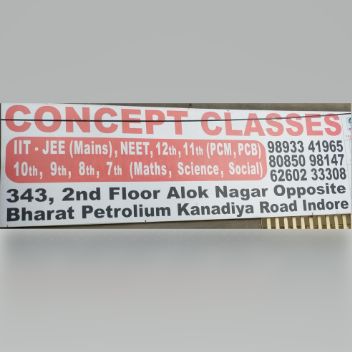 CONCEPT CLASSES
IIT - JEE (Mains), NEET, 12th, 11th (PCM, PCB)
10th, 9th, 8th, 7th (Maths, Science, Social)
98933 41965
80850 98147
62602 33308
343, 2nd Floor Alok Nagar Opposite
Bharat Petrolium Kanadiya Road Indore